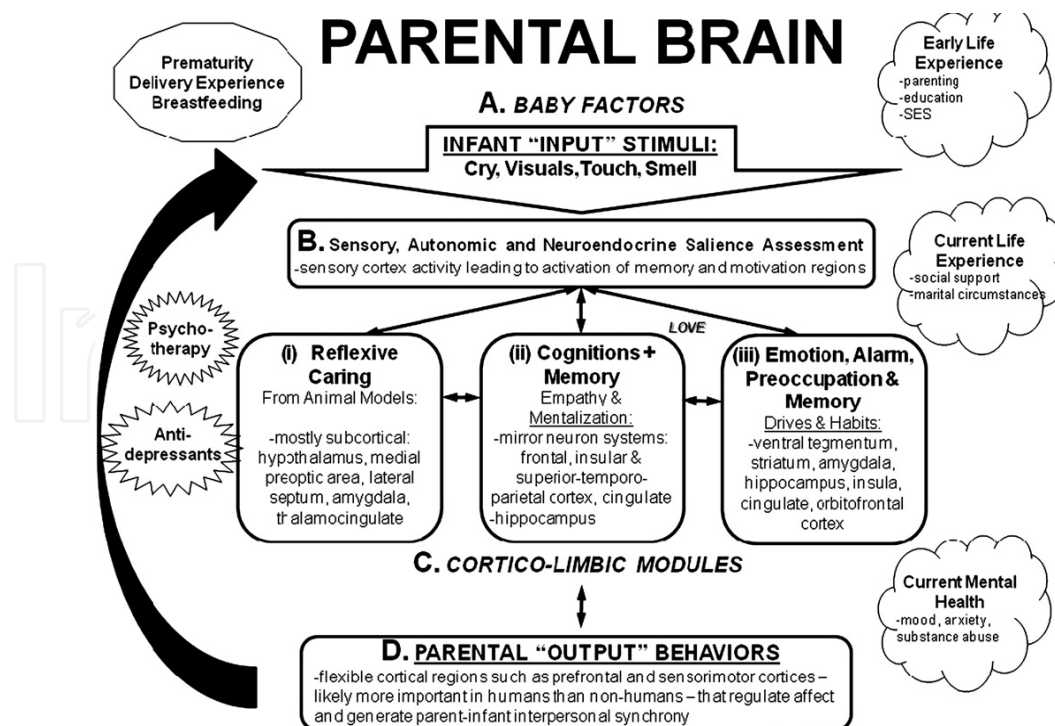 PARENTAL BRAIN
Prematurity
Delivery Experience
Breastfeeding
Early Life
Experience
-parenting
-education
-SES
A. BABY FACTORS
INFANT "INPUT" STIMULI:
Cry, Visuals,Touch, Smell
B. Sensory, Autonomic and Neuroendocrine Salience Assessment
-sensory cortex activity leading to activation of memory and motivation regions
Current Life
Experience
-social support
-marital circumstances
Psycho-
therapy
Anti-
depressants
LOVE
(i) Reflexive
Caring
From Animal Models:
-mostly subcortical:
hypothalamus, medial
preoptic area, lateral
septum, amygdala,
thalamocingulate
(ii) Cognitions +
Memory
Empathy &
Mentalization:
-mirror neuron systems:
frontal, insular &
superior-temporo-
parietal cortex, cingulate
-hippocampus
(iii) Emotion, Alarm,
Preoccupation &
Memory
Drives & Habits:
-ventral tegmentum,
striatum, amygdala,
hippocampus, insula,
cingulate, orbitofrontal
cortex
C. CORTICO-LIMBIC MODULES
Current Mental
Health
-mood, anxiety,
substance abuse
D. PARENTAL "OUTPUT" BEHAVIORS
-flexible cortical regions such as prefrontal and sensorimotor cortices –
likely more important in humans than non-humans – that regulate affect
and generate parent-infant interpersonal synchrony